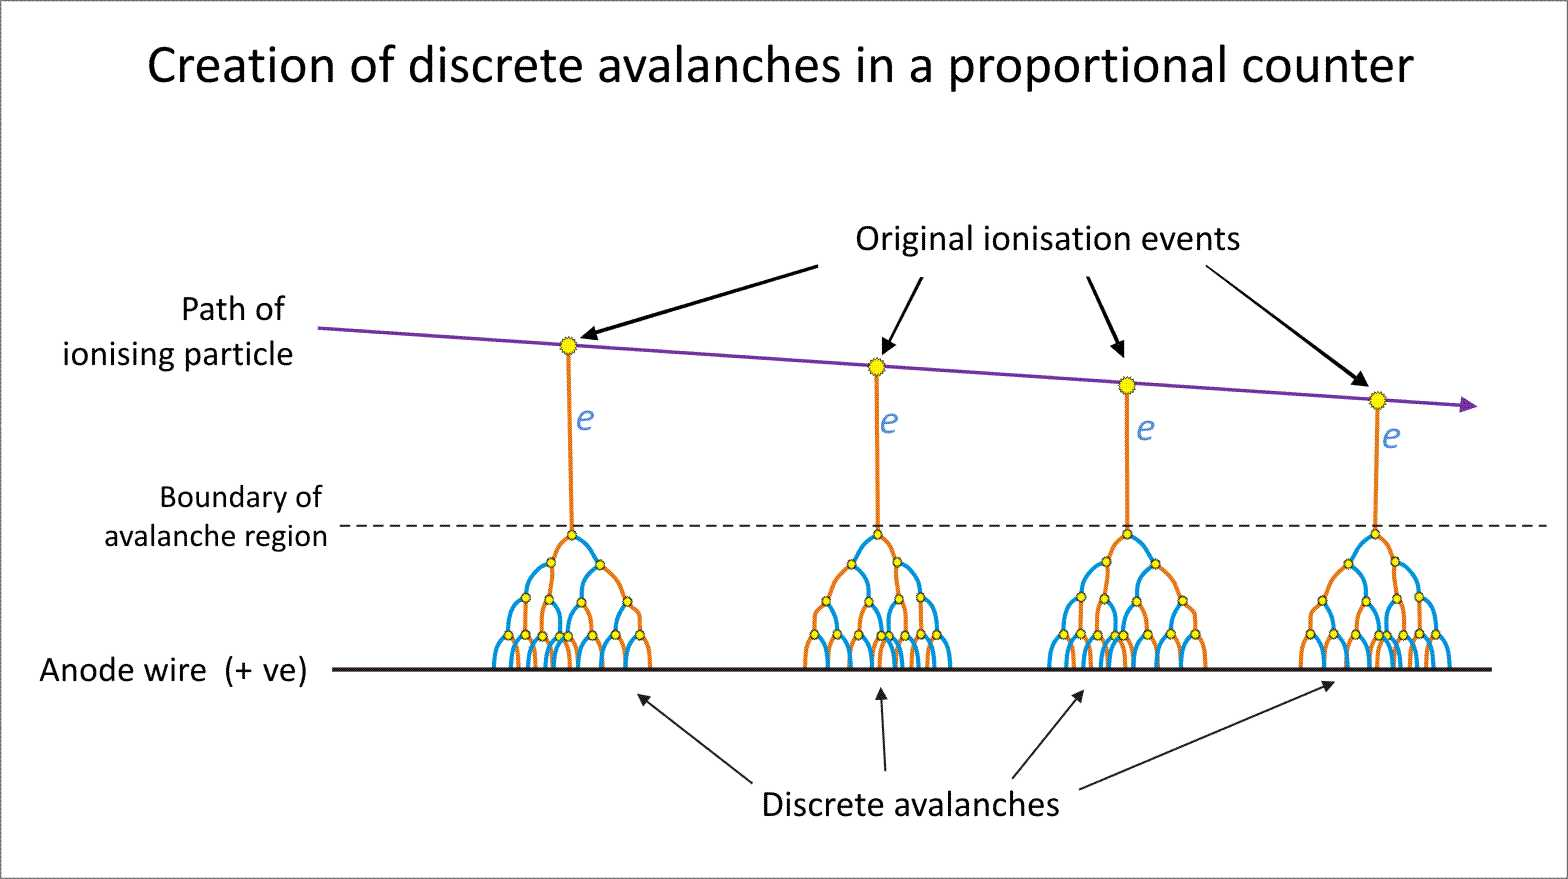 Creation of discrete avalanches in a proportional counter
Original ionisation events
Path of
ionising particle
e
e
e
e
Boundary of
avalanche region
Anode wire (+ ve)
Discrete avalanches